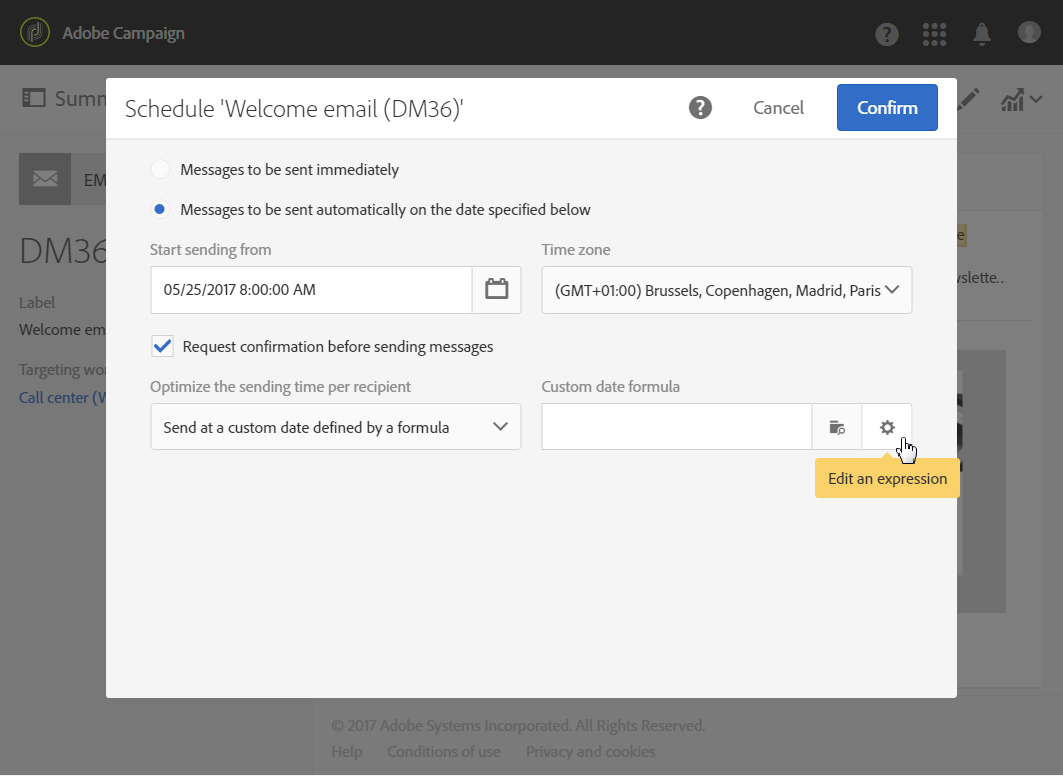 Adobe Campaign
Summ
Schedule 'Welcome email (DM36)'
Cancel
Confirm
EM
Messages to be sent immediately
Messages to be sent automatically on the date specified below
DM36
Start sending from
Time zone
e
wslette..
05/25/2017 8:00:00 AM
(GMT+01:00) Brussels, Copenhagen, Madrid, Paris
Label
Welcome em
Request confirmation before sending messages
Targeting wo
Call center (W
Optimize the sending time per recipient
Custom date formula
Send at a custom date defined by a formula
Edit an expression
© 2017 Adobe Systems Incorporated. All Rights Reserved.
Help Conditions of use Privacy and cookies